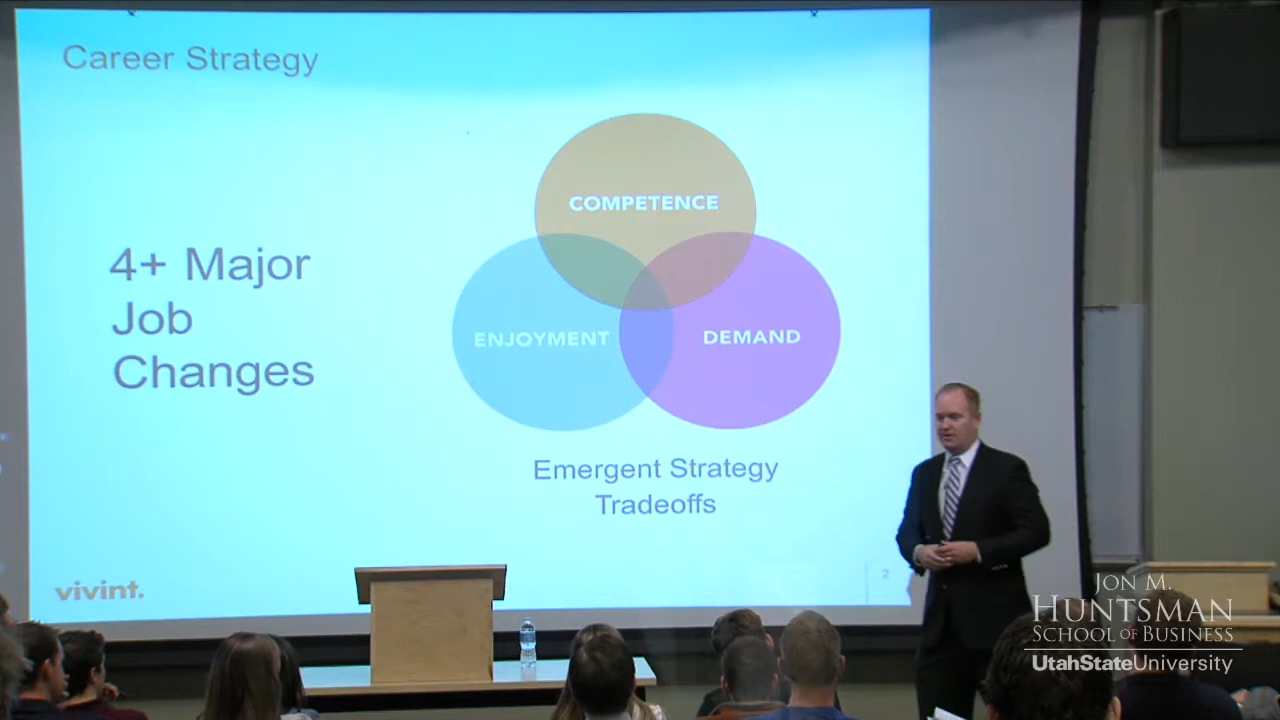 Career Strategy
4+ Major
Job
Changes
COMPETENCE
ENJOYMENT
DEMAND
Emergent Strategy
Tradeoffs
vivint.
2
JON M.
HUNTSMAN
SCHOOL OF BUSINESS
UtahStateUniversity